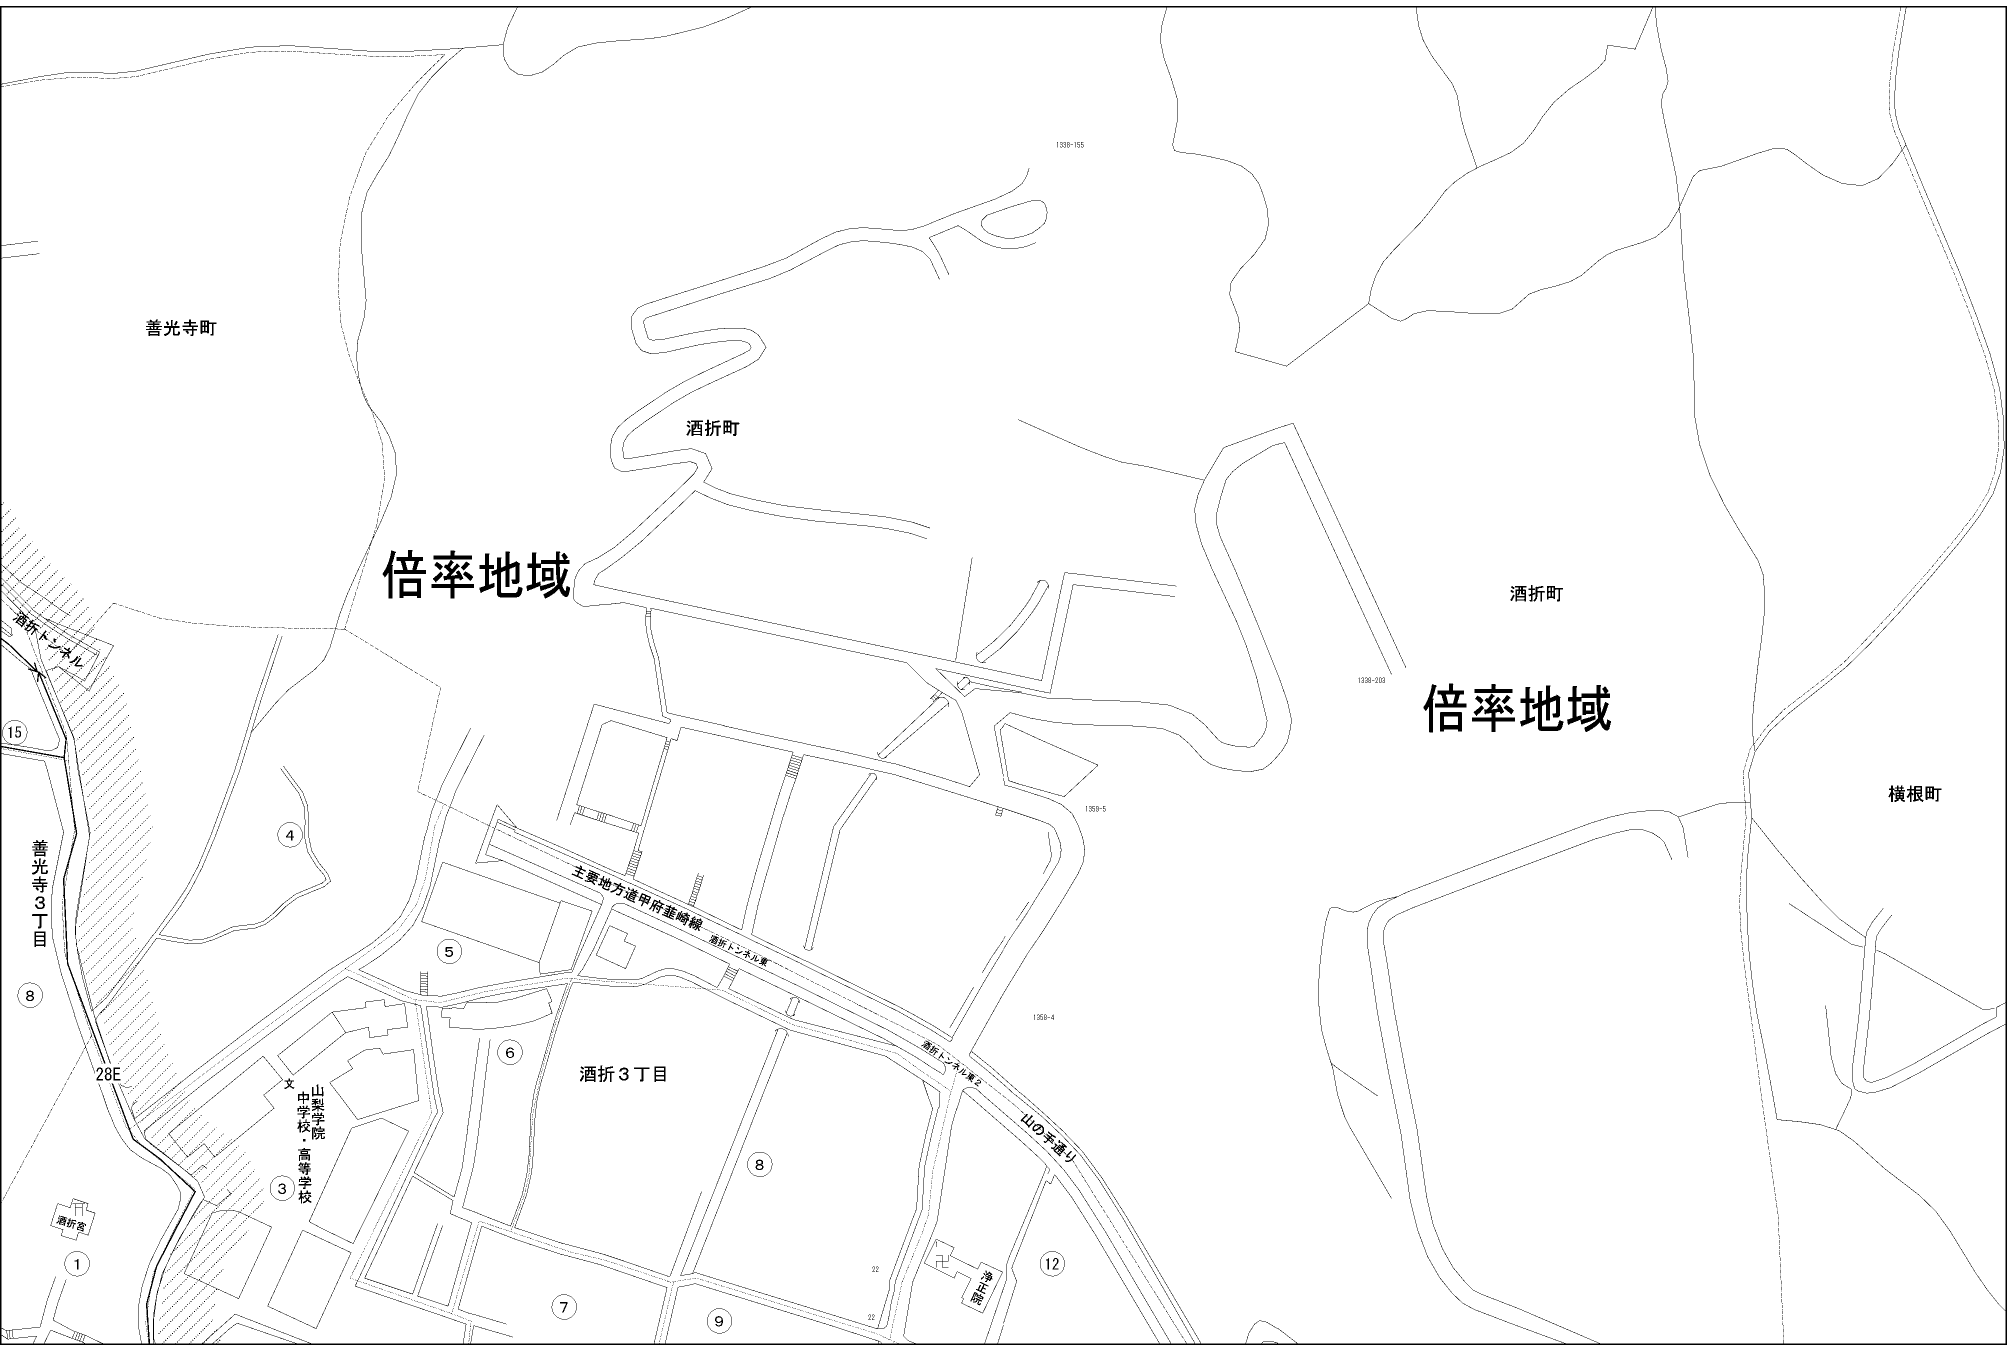 1338-155
善光寺町
酒折町
倍率地域
酒折町
酒折トンネル
1338-203
倍率地域
15
横根町
1359-5
4
善光寺3丁目
主要地方道甲府韮崎線
酒折トンネル東
5
8
1358-4
6
酒折トンネル東2
酒折3丁目
28E
文
山梨学院
中学校・高等学校
山の手通り
8
3
酒折宮
1
12
22
浄正院
7
9
22